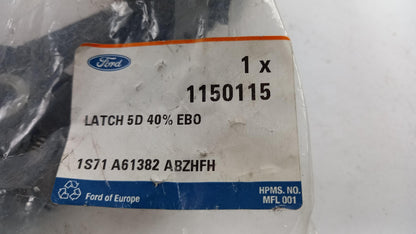 Ford
1 x
1150115
LATCH 5D 40% EBO
1S71 A61382 ABZHFH
Ford of Europe
HPMS. NO.
MFL 001